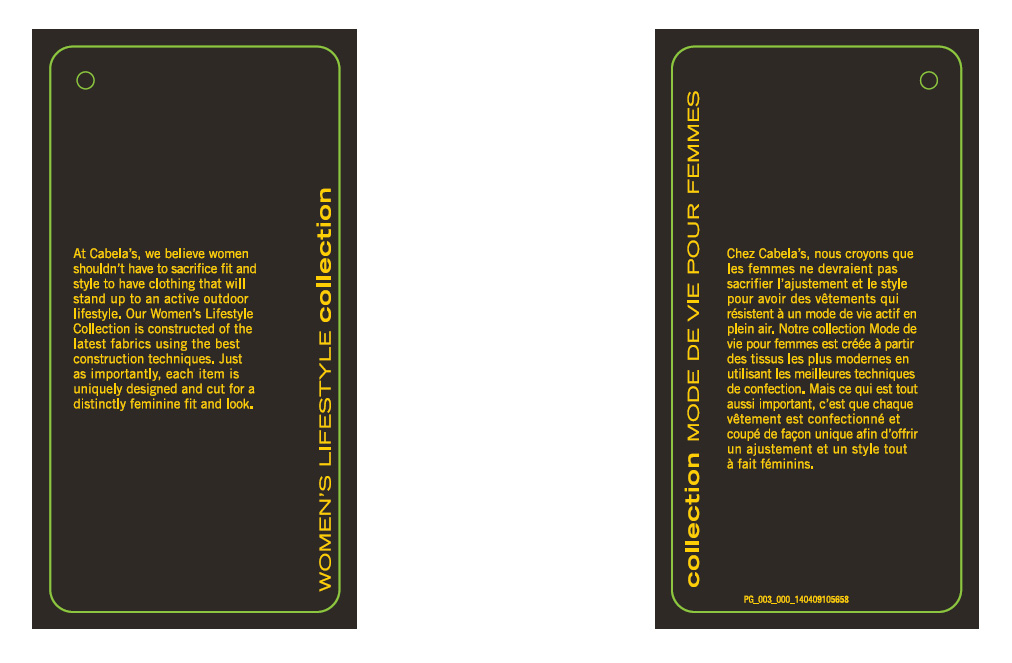 At Cabela's, we believe women
shouldn't have to sacrifice fit and
style to have clothing that will
stand up to an active outdoor
lifestyle. Our Women's Lifestyle
Collection is constructed of the
latest fabrics using the best
construction techniques. Just
as importantly, each item is
uniquely designed and cut for a
distinctly feminine fit and look.
WOMEN'S LIFESTYLE collection
collection MODE DE VIE POUR FEMMES
Chez Cabela's, nous croyons que
les femmes ne devraient pas
sacrifier l'ajustement et le style
pour avoir des vêtements qui
résistent à un mode de vie actif en
plein air. Notre collection Mode de
vie pour femmes est créée à partir
des tissus les plus modernes en
utilisant les meilleures techniques
de confection. Mais ce qui est tout
aussi important, c'est que chaque
vêtement est confectionné et
coupé de façon unique afin d'offrir
un ajustement et un style tout
à fait féminins.
PG_003_000_140409105658